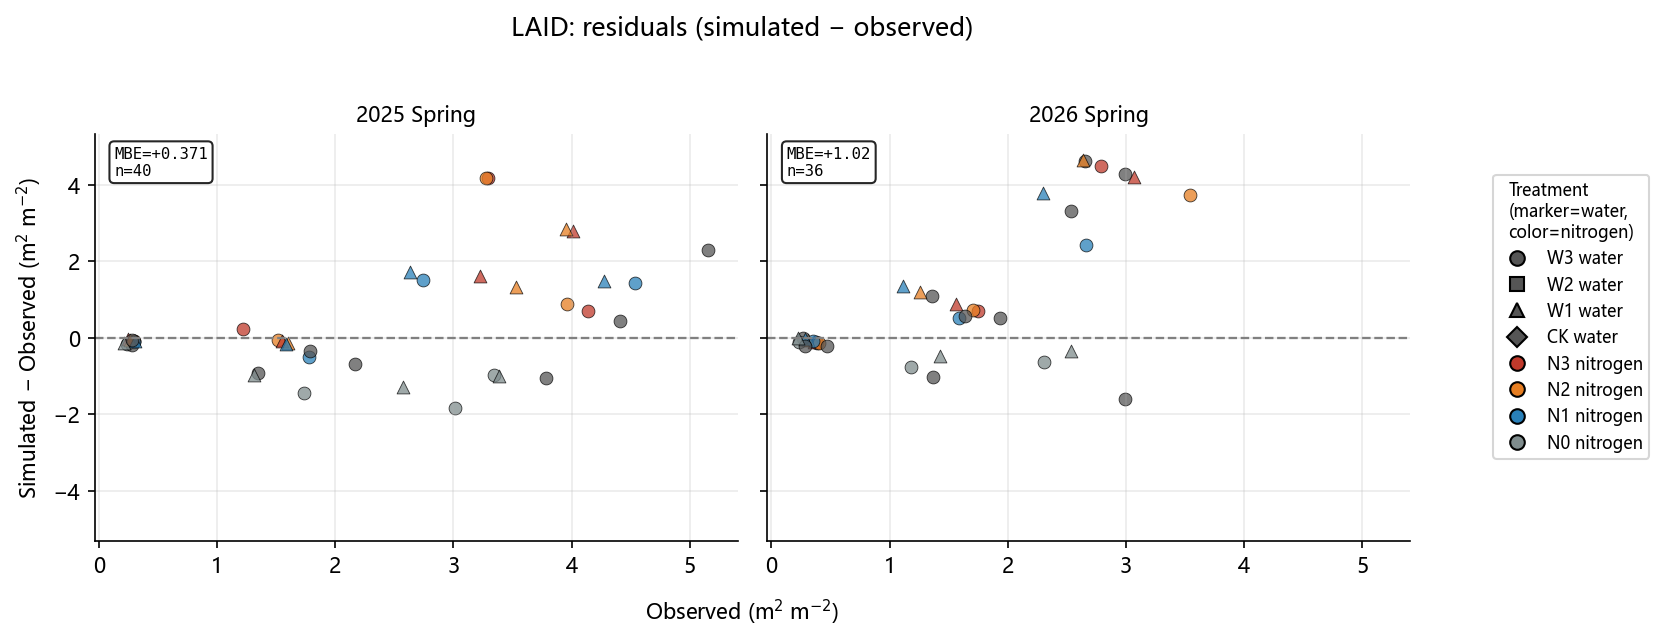 LAID: residuals (simulated − observed)
2025 Spring
2026 Spring
MBE=+0.371
n=40
MBE=+1.02
n=36
Simulated − Observed (m² m⁻²)
4
2
0
−2
−4
0 1 2 3 4 5
0 1 2 3 4 5
Observed (m² m⁻²)
Treatment
(marker=water,
color=nitrogen)
W3 water
W2 water
W1 water
CK water
N3 nitrogen
N2 nitrogen
N1 nitrogen
N0 nitrogen